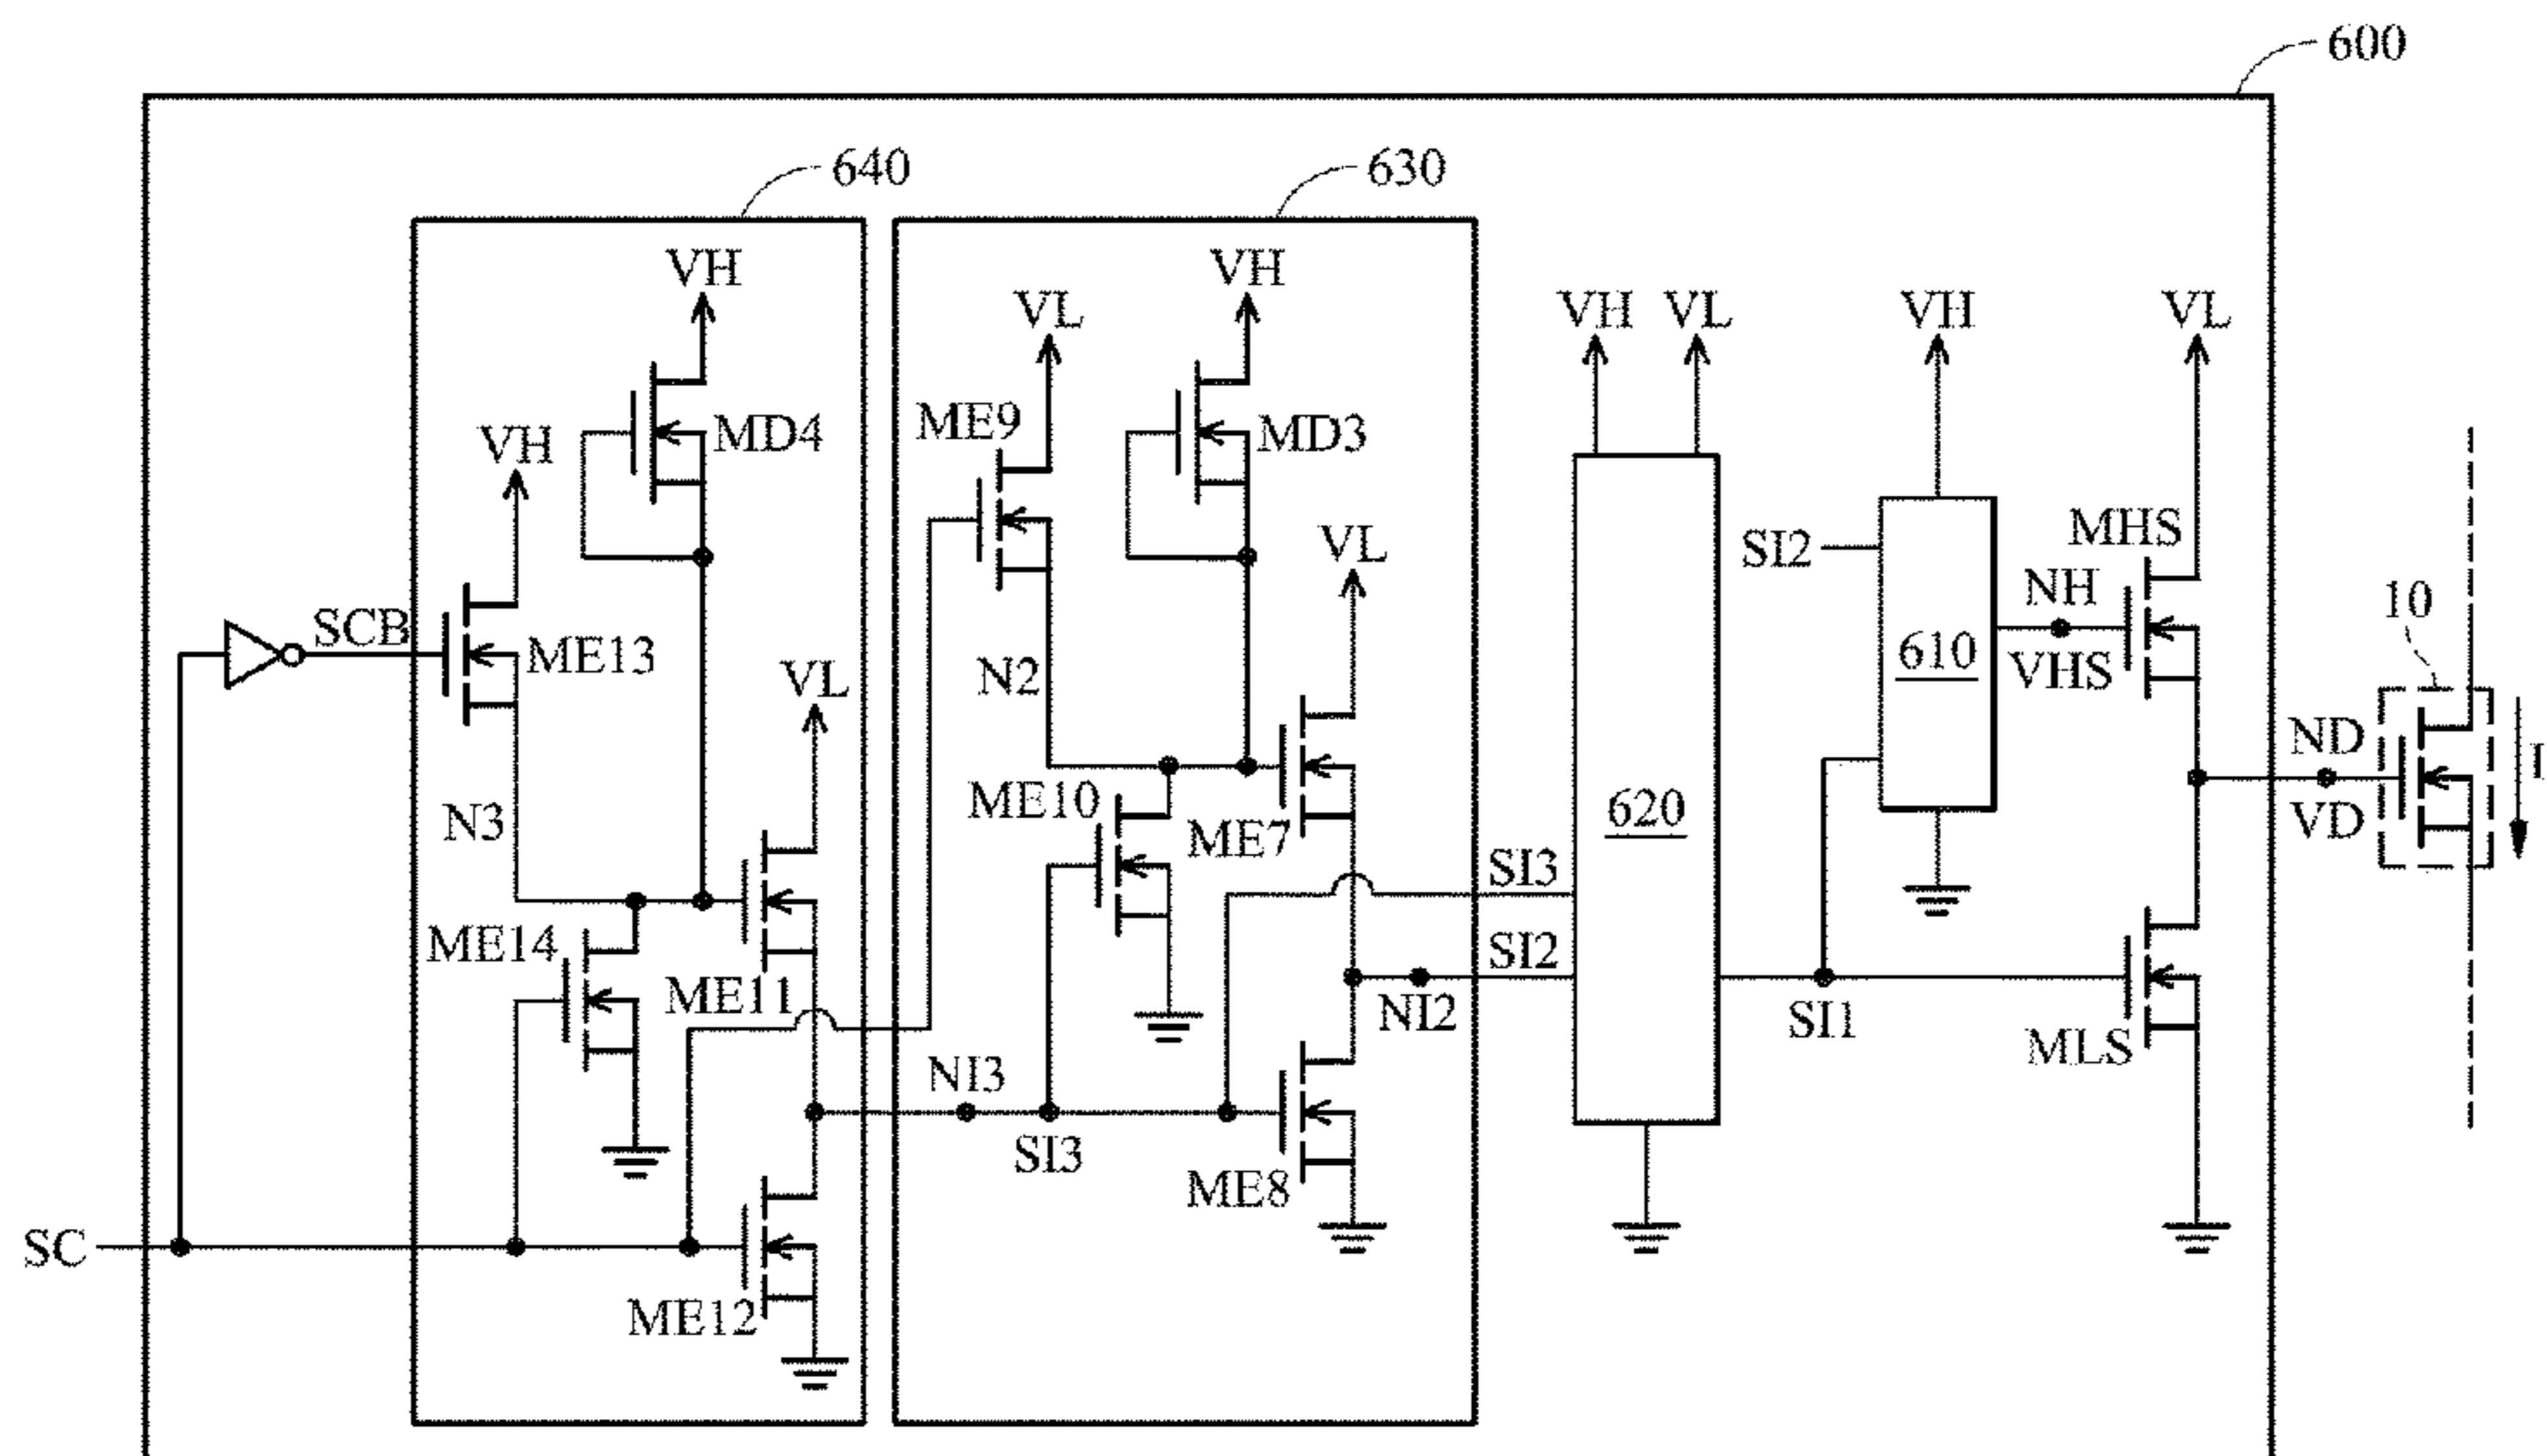 600
640
630
VH
VH
VL
VH
VL
VH
VL
ME9
MD4
MD3
VH
VL
MHS
SI2
NH
10
SCB
ME13
N2
610
VHS
VL
ND
I
ME10
620
N3
ME7
VD
SI3
ME14
SI2
ME11
NI2
SI1
MLS
NI3
SI3
ME8
SC
ME12